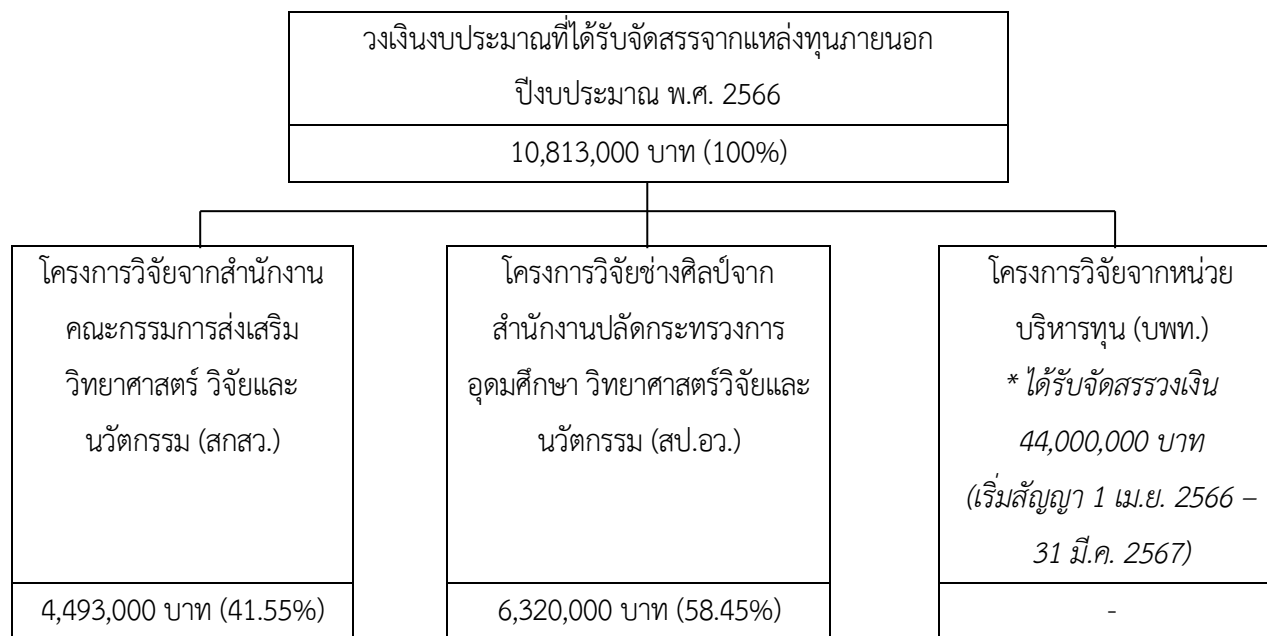 วงเงินงบประมาณที่ได้รับจัดสรรจากแหล่งทุนภายนอก
ปีงบประมาณ พ.ศ. 2566
10,813,000 บาท (100%)
โครงการวิจัยจากสำนักงาน
คณะกรรมการส่งเสริม
วิทยาศาสตร์ วิจัยและ
นวัตกรรม (สกสว.)
4,493,000 บาท (41.55%)
โครงการวิจัยช่างศิลป์จาก
สำนักงานปลัดกระทรวงการ
อุดมศึกษา วิทยาศาสตร์วิจัยและ
นวัตกรรม (สป.อว.)
6,320,000 บาท (58.45%)
โครงการวิจัยจากหน่วย
บริหารทุน (บพท.)
* ได้รับจัดสรรวงเงิน
44,000,000 บาท
(เริ่มสัญญา 1 เม.ย. 2566 –
31 มี.ค. 2567)
-